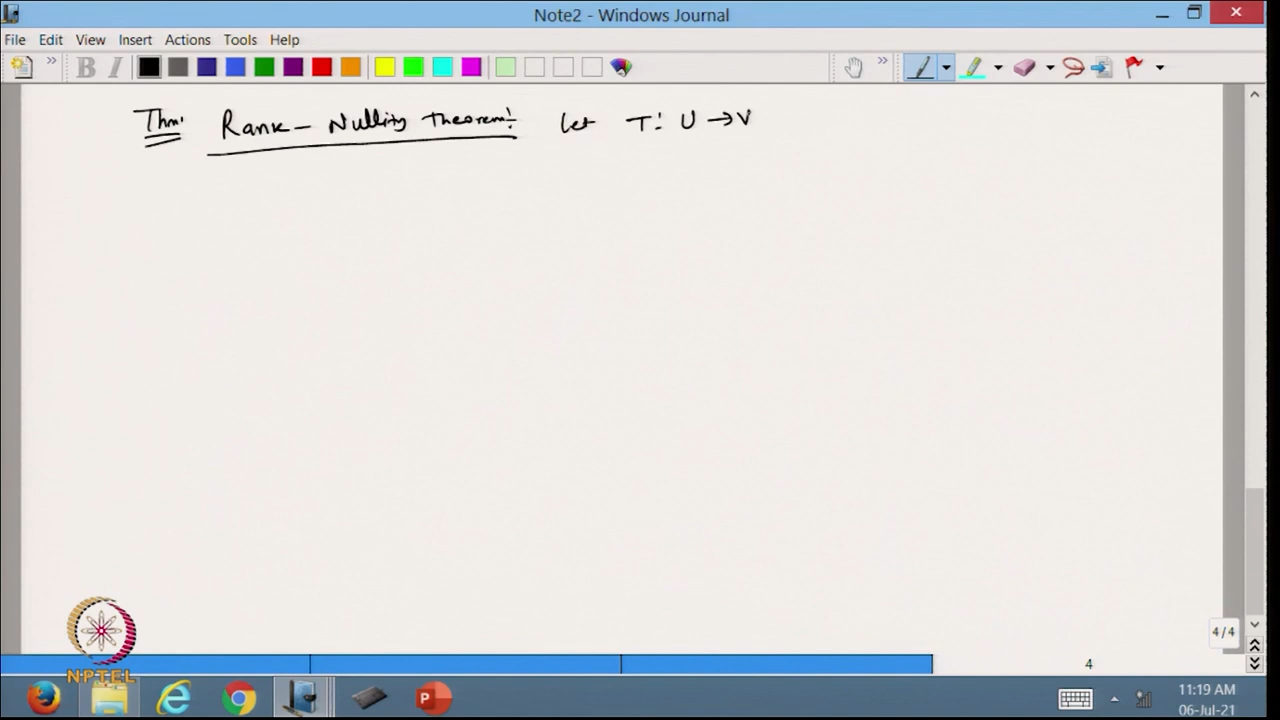 Note2 - Windows Journal
File Edit View Insert Actions Tools Help
B I
Thm: Rank - Nullity Theorem: Let T: U → V
4/4
4
NPTEL
11:19 AM
06-Jul-21